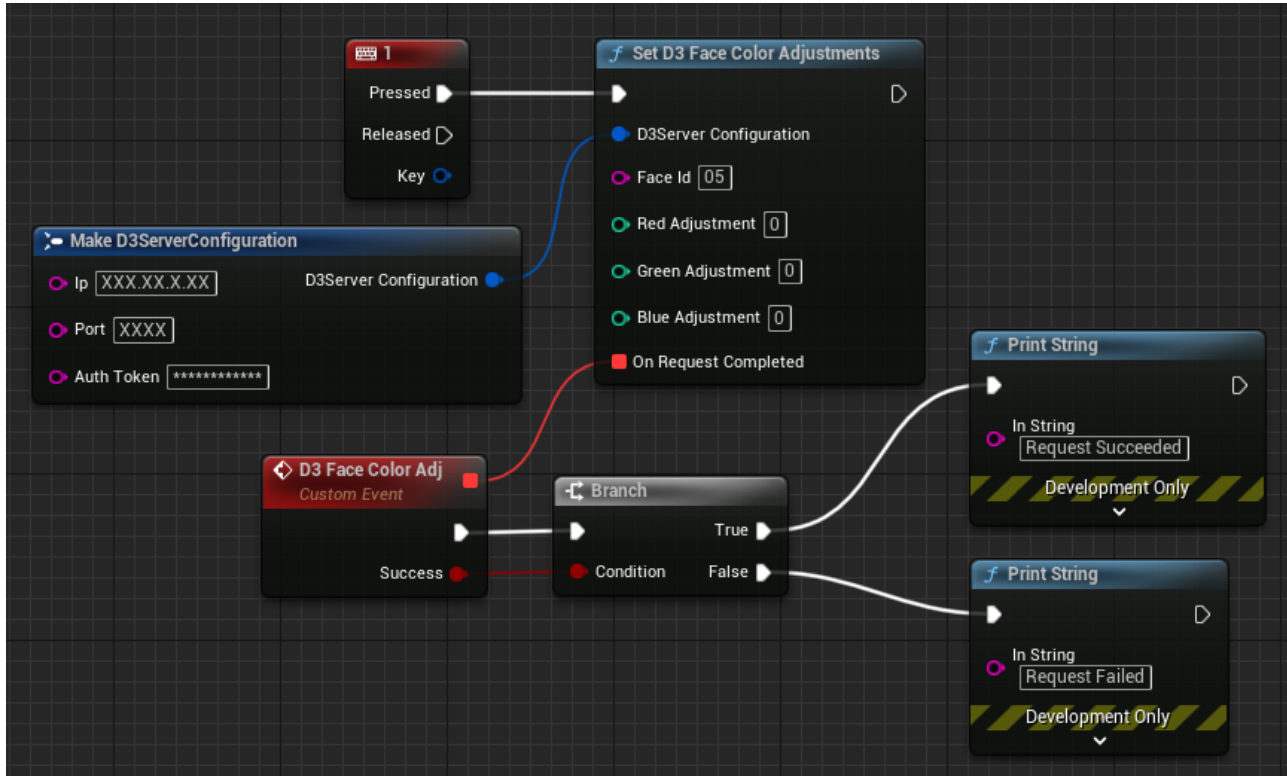 1
Pressed
Released
Key
Set D3 Face Color Adjustments
D3Server Configuration
Face Id 05
Red Adjustment 0
Green Adjustment 0
Blue Adjustment 0
On Request Completed
Make D3ServerConfiguration
Ip XXX.XX.X.XX D3Server Configuration
Port XXXX
Auth Token ************
D3 Face Color Adj
Custom Event
Success
Branch
True
Condition False
Print String
In String
Request Succeeded
Development Only
Print String
In String
Request Failed
Development Only